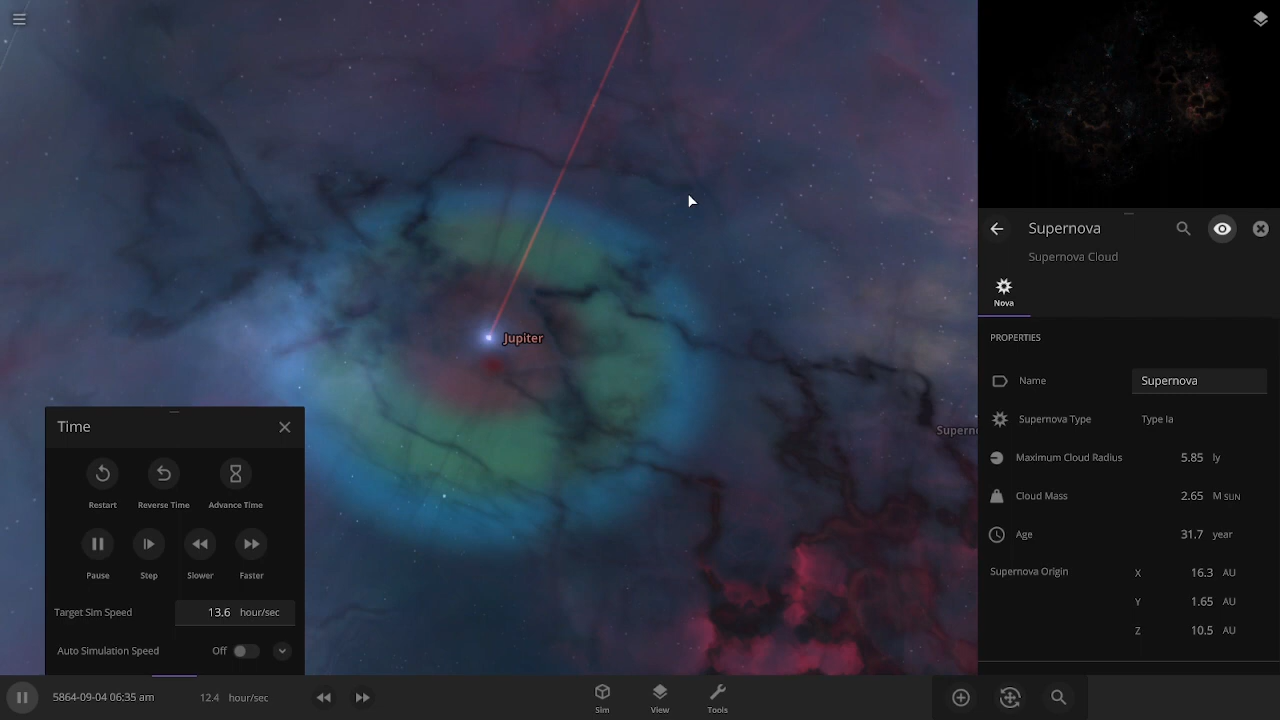 Jupiter
Supern
Time
Restart
Reverse Time
Advance Time
Pause
Step
Slower
Faster
Target Sim Speed
13.6 hour/sec
Auto Simulation Speed
Off
5864-09-04 06:35 am
12.4 hour/sec
Sim
View
Tools
Supernova
Supernova Cloud
Nova
PROPERTIES
Name
Supernova
Supernova Type
Type Ia
Maximum Cloud Radius
5.85 ly
Cloud Mass
2.65 M SUN
Age
31.7 year
Supernova Origin
X 16.3 AU
Y 1.65 AU
Z 10.5 AU